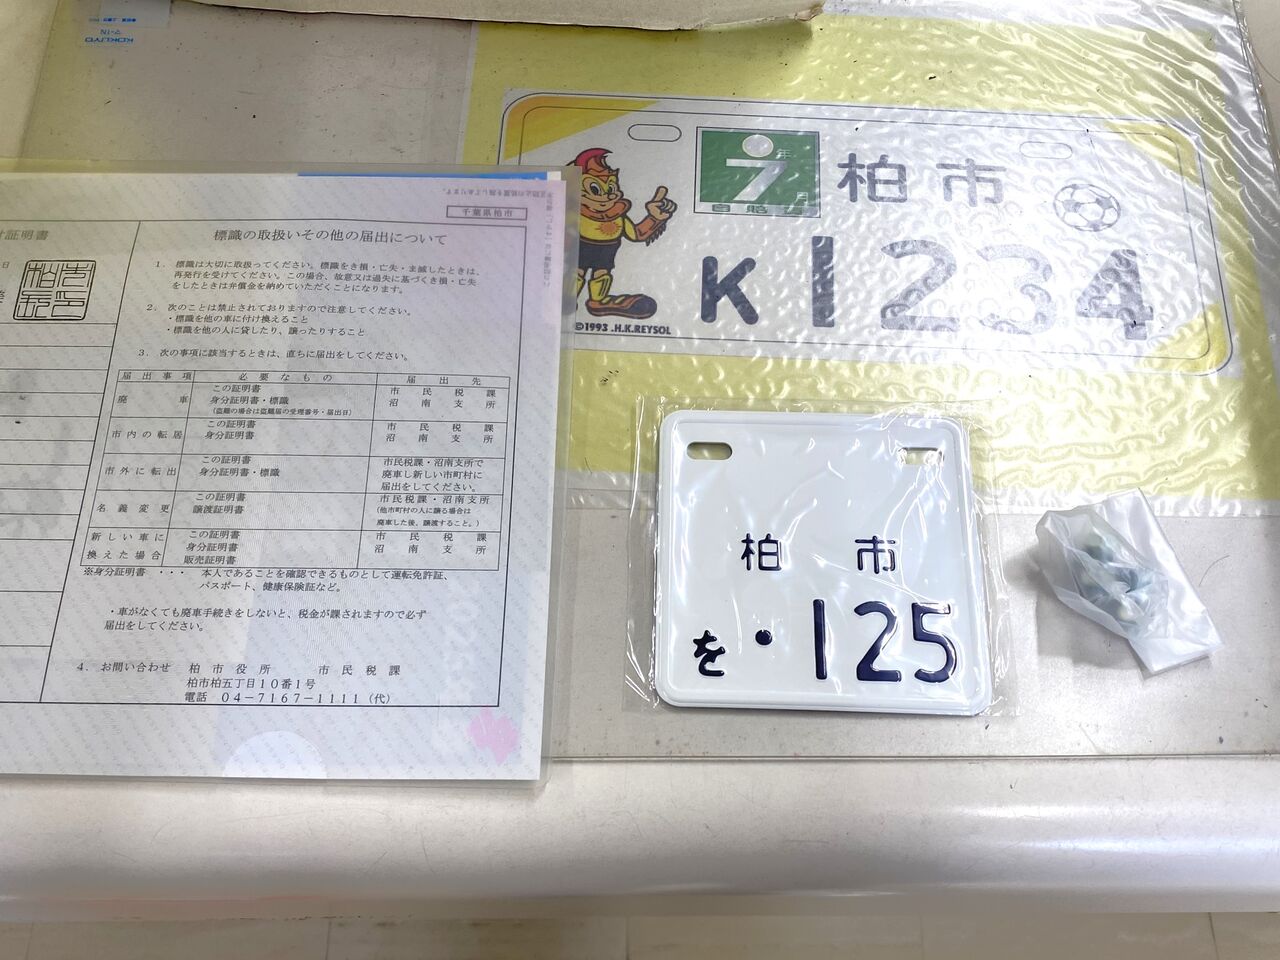 KOKUYO
マ-1N
7
年
月
自賠
柏市
K1234
©1993 .H.K.REYSOL
柏市
を・125
千葉県柏市
証明書
日
標識の取扱いその他の届出について
1. 標識は大切に取扱ってください。標識をき損・亡失・ま滅したときは、
再発行を受けてください。この場合、故意又は過失に基づくき損・亡失
をしたときは弁償金を納めていただくことになります。
2. 次のことは禁止されておりますので注意してください。
・標識を他の車に付け換えること
・標識を他の人に貸したり、譲ったりすること
3. 次の事項に該当するときは、直ちに届出をしてください。
届出事項 必要なもの 届出先
廃車 この証明書 市民税課
身分証明書・標識 沼南支所
(盗難の場合は盗難届の受理番号・届出日)
市内の転居 この証明書 市民税課
身分証明書 沼南支所
市外に転出 この証明書 市民税課・沼南支所で
身分証明書・標識 廃車し新しい市町村に
届出をしてください。
名義変更 この証明書 市民税課・沼南支所
譲渡証明書 (他市町村の人に譲る場合は
廃車した後、譲渡すること。)
新しい車に この証明書 市民税課
換えた場合 身分証明書 沼南支所
販売証明書
※身分証明書・・・ 本人であることを確認できるものとして運転免許証、
パスポート、健康保険証など。
・車がなくても廃車手続きをしないと、税金が課されますので必ず
届出をしてください。
4. お問い合わせ 柏市役所 市民税課
柏市柏五丁目10番1号
電話 04-7167-1111(代)